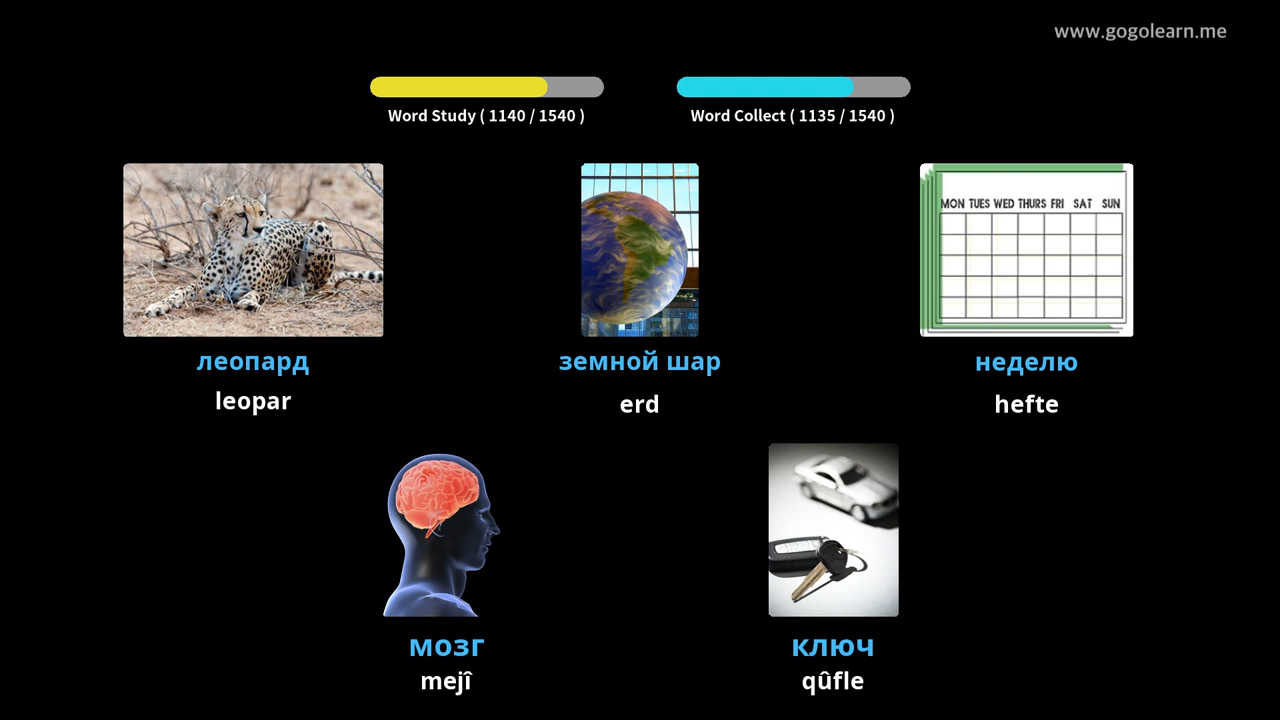 www.gogolearn.me
Word Study ( 1140 / 1540 )
Word Collect ( 1135 / 1540 )
MON TUES WED THURS FRI SAT SUN
леопард
земной шар
неделю
leopar
erd
hefte
мозг
ключ
mejî
qûfle